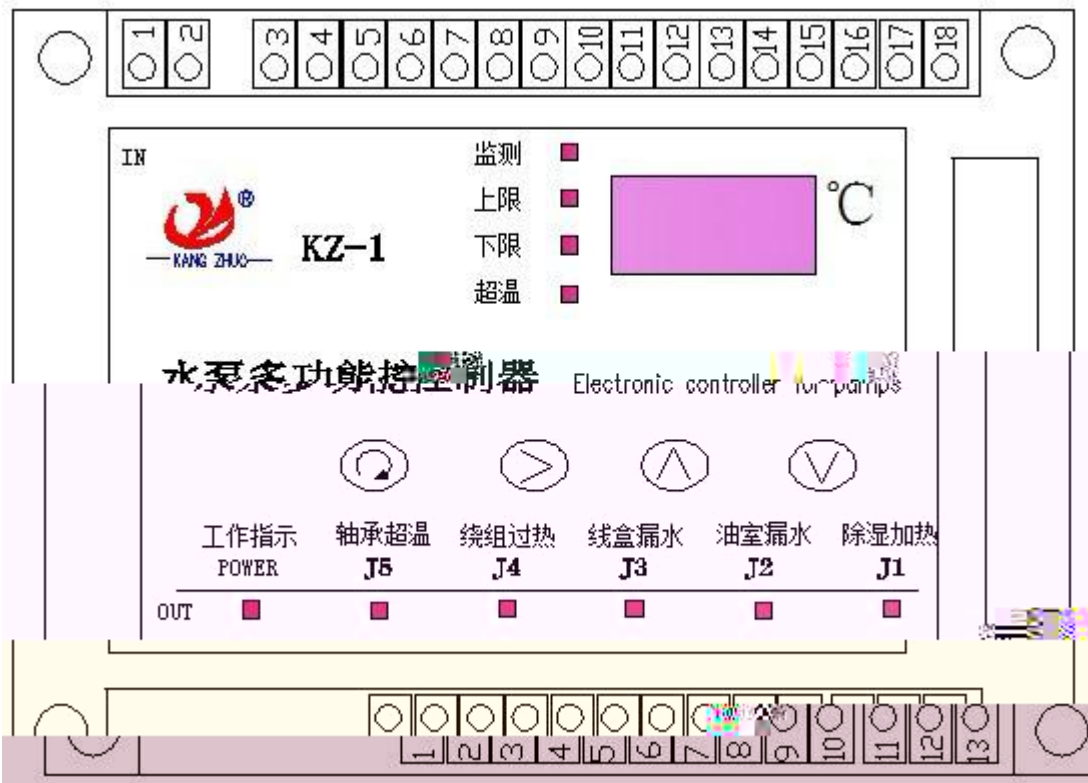 1 2 3 4 5 6 7 8 9 10 11 12 13 14 15 16 17 18
IN
监测
上限
℃
®
KZ-1
下限
KANG ZHUO
超温
水泵多功能控制器 Electronic controller for pumps
工作指示 轴承超温 绕组过热 线盒漏水 油室漏水 除湿加热
POWER J5 J4 J3 J2 J1
OUT
1 2 3 4 5 6 7 8 9 10 11 12 13